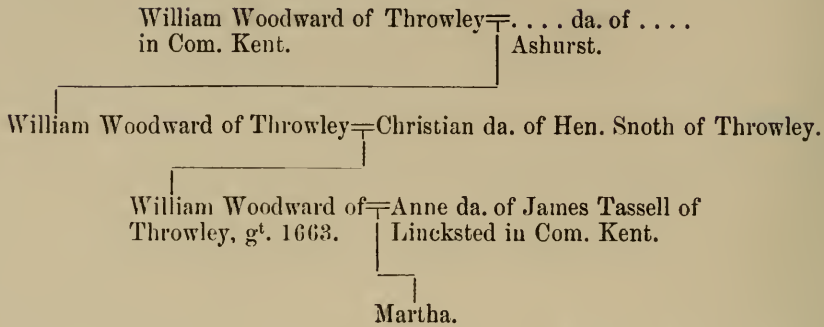 William Woodward of Throwley=. . . . da. of . . . .
in Com. Kent. Ashurst.
William Woodward of Throwley=Christian da. of Hen. Snoth of Throwley.
William Woodward of=Anne da. of James Tassell of
Throwley, gᵗ. 1663. Lincksted in Com. Kent.
Martha.